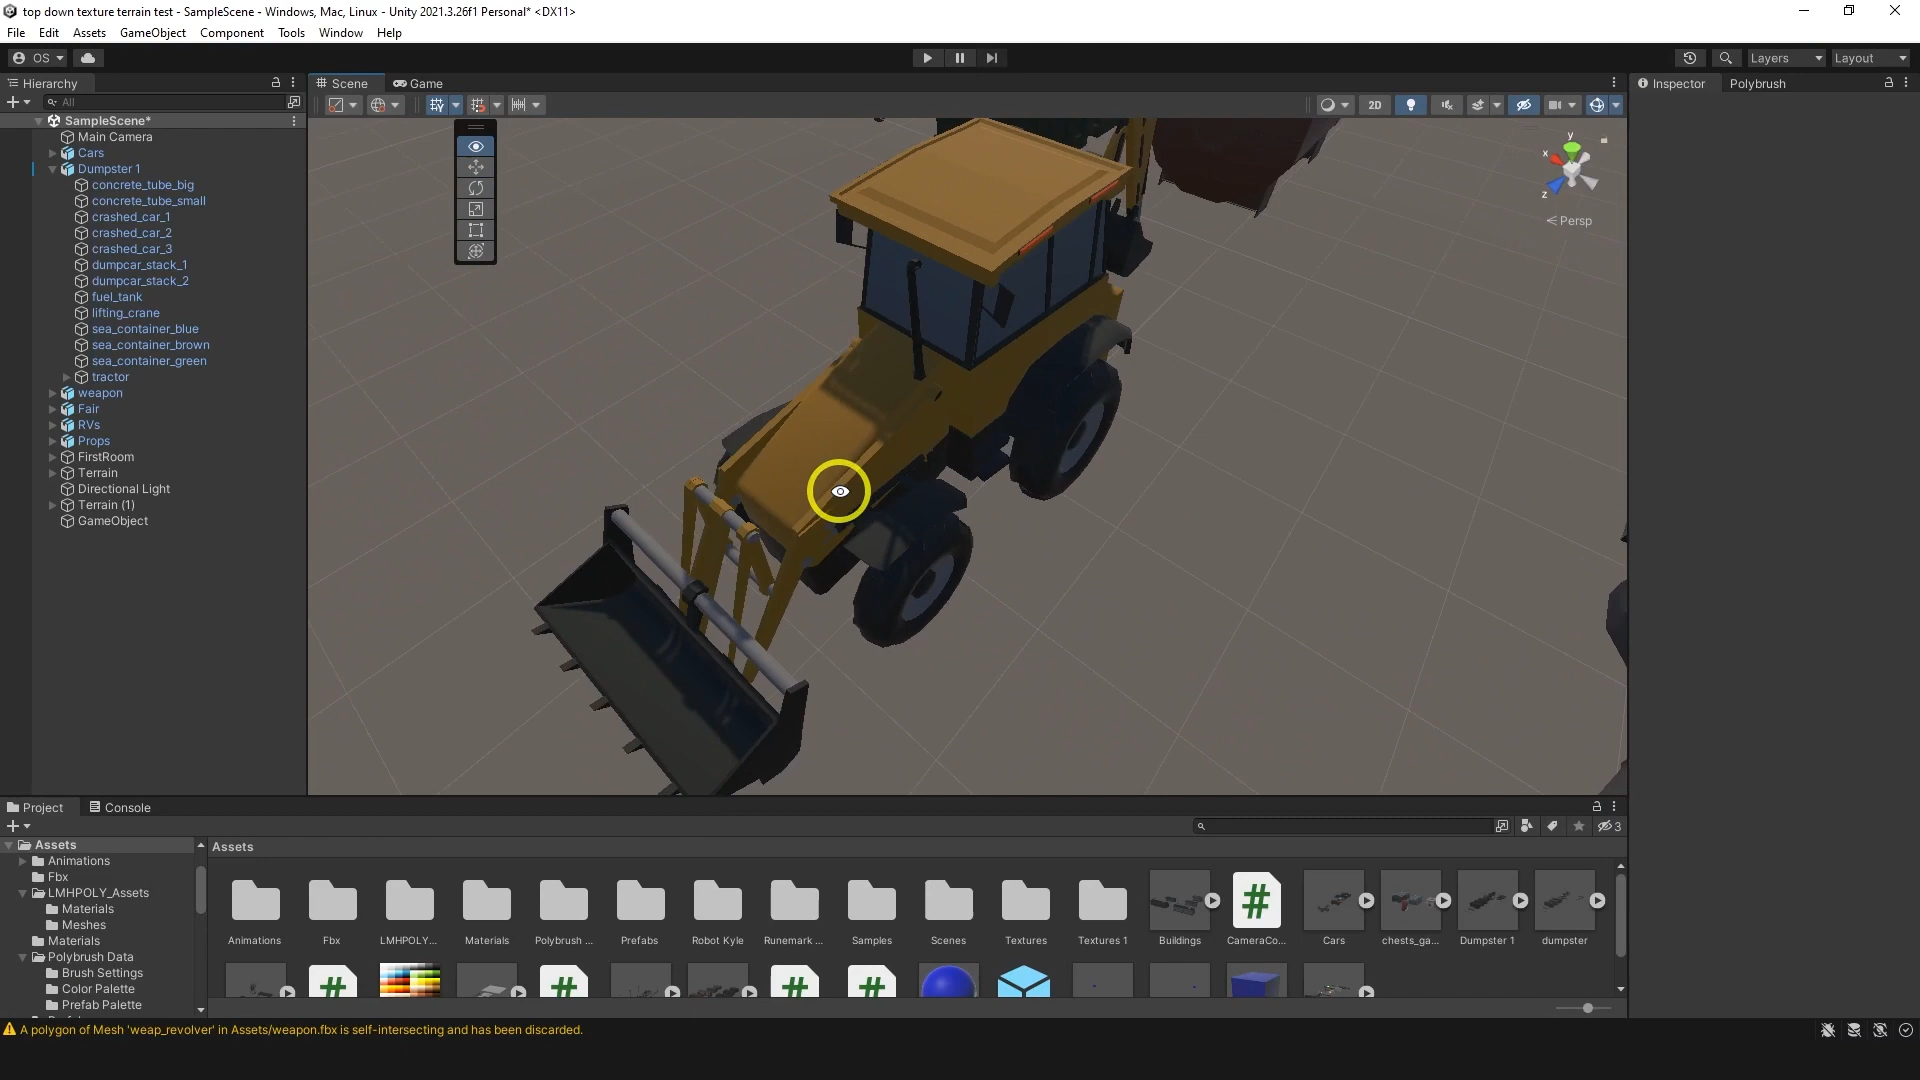 top down texture terrain test - SampleScene - Windows, Mac, Linux - Unity 2021.3.26f1 Personal* <DX11>
File Edit Assets GameObject Component Tools Window Help
OS
Layers
Layout
Hierarchy
Scene
Game
Inspector
Polybrush
All
2D
SampleScene*
Main Camera
Cars
Dumpster 1
concrete_tube_big
concrete_tube_small
crashed_car_1
crashed_car_2
crashed_car_3
dumpcar_stack_1
dumpcar_stack_2
fuel_tank
lifting_crane
sea_container_blue
sea_container_brown
sea_container_green
tractor
weapon
Fair
RVs
Props
FirstRoom
Terrain
Directional Light
Terrain (1)
GameObject
y
x
z
Persp
Project
Console
3
Assets
Animations
Fbx
LMHPOLY_Assets
Materials
Meshes
Materials
Polybrush Data
Brush Settings
Color Palette
Prefab Palette
Assets
Animations
Fbx
LMHPOLY...
Materials
Polybrush ...
Prefabs
Robot Kyle
Runemark ...
Samples
Scenes
Textures
Textures 1
Buildings
CameraCo...
Cars
chests_ga...
Dumpster 1
dumpster
A polygon of Mesh 'weap_revolver' in Assets/weapon.fbx is self-intersecting and has been discarded.